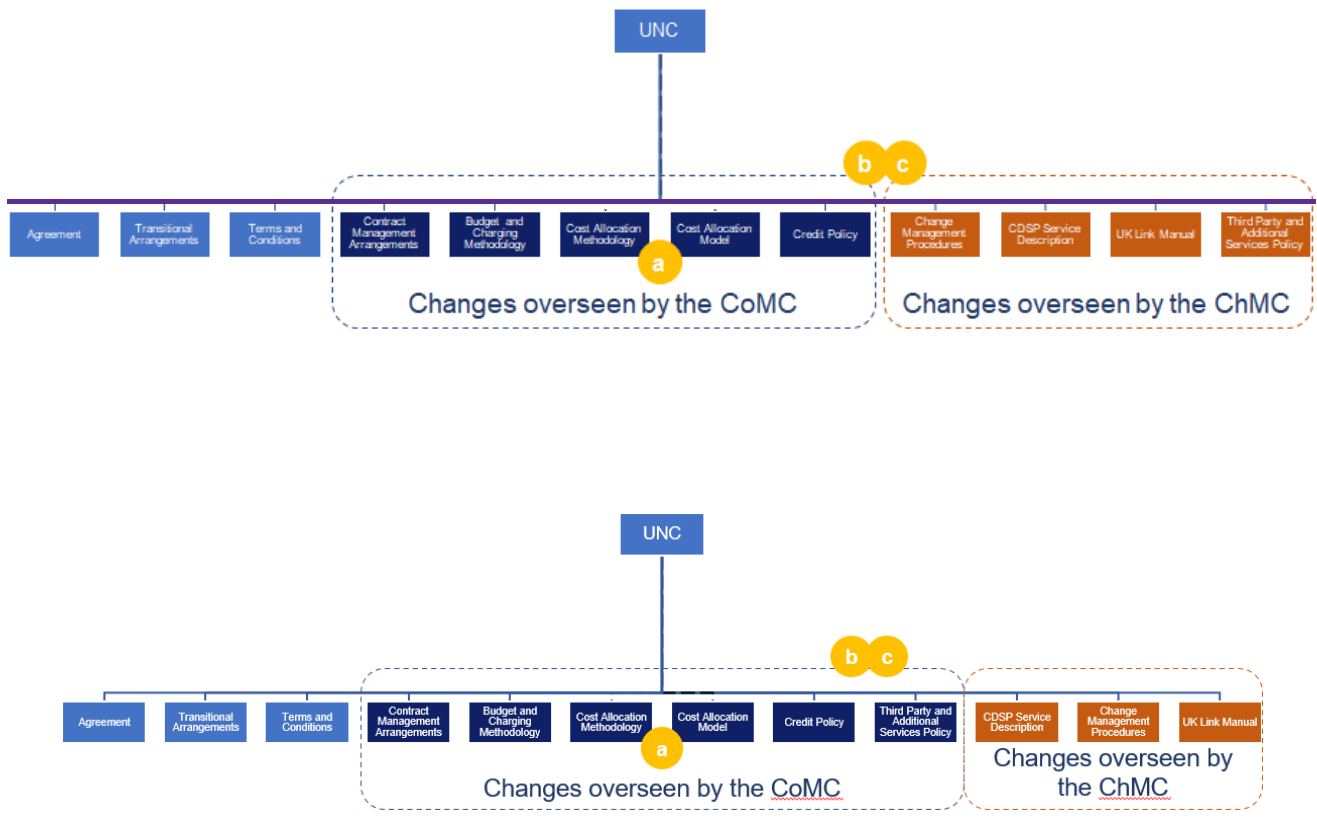 UNC
b c
Agreement
Transitional
Arrangements
Terms and
Conditions
Contract
Management
Arrangements
Budget and
Charging
Methodology
Cost Allocation
Methodology
Cost Allocation
Model
Credit Policy
Change
Management
Procedures
CDSP Service
Description
UK Link Manual
Third Party and
Additional
Services Policy
a
Changes overseen by the CoMC
Changes overseen by the ChMC
UNC
b c
Agreement
Transitional
Arrangements
Terms and
Conditions
Contract
Management
Arrangements
Budget and
Charging
Methodology
Cost Allocation
Methodology
Cost Allocation
Model
Credit Policy
Third Party and
Additional
Services Policy
CDSP Service
Description
Change
Management
Procedures
UK Link Manual
a
Changes overseen by the CoMC
Changes overseen by
the ChMC